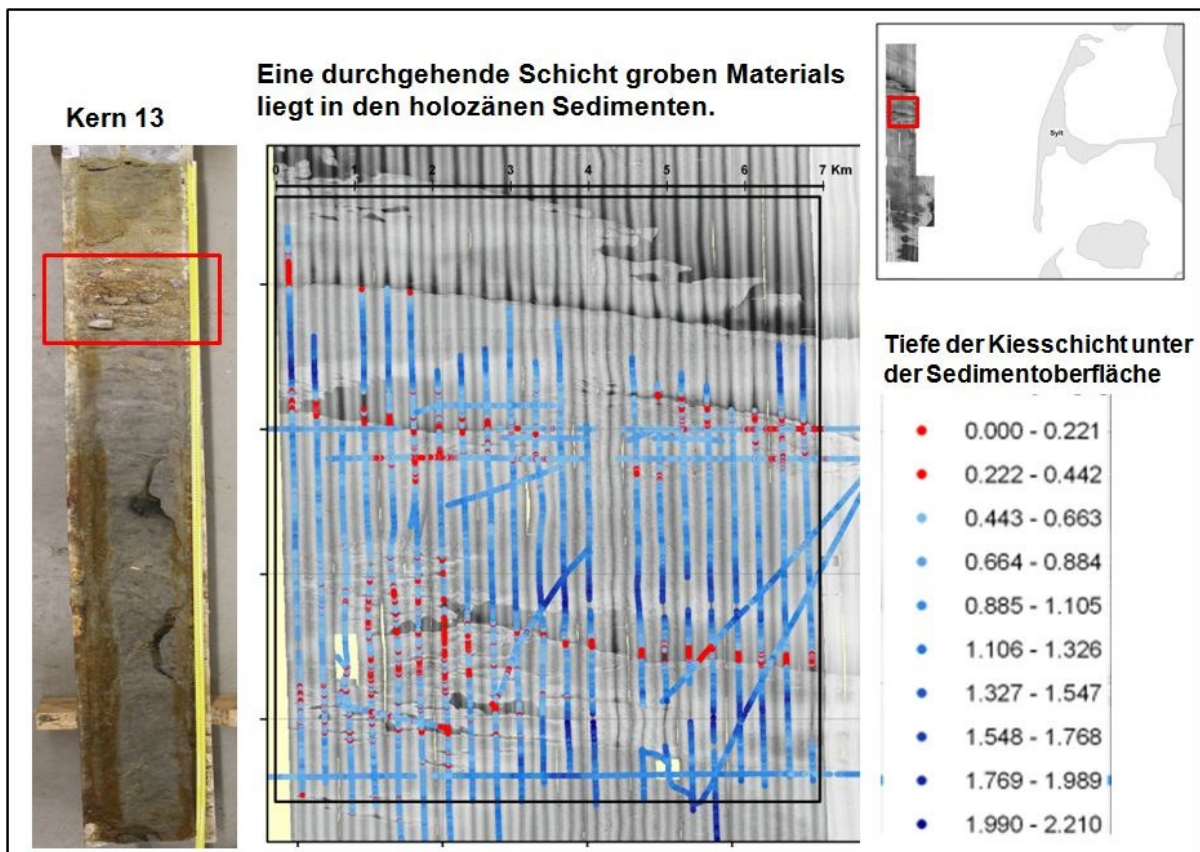 Kern 13
Eine durchgehende Schicht groben Materials
liegt in den holozänen Sedimenten.
0 1 2 3 4 5 6 7 Km
Sylt
Tiefe der Kiesschicht unter
der Sedimentoberfläche
0.000 - 0.221
0.222 - 0.442
0.443 - 0.663
0.664 - 0.884
0.885 - 1.105
1.106 - 1.326
1.327 - 1.547
1.548 - 1.768
1.769 - 1.989
1.990 - 2.210